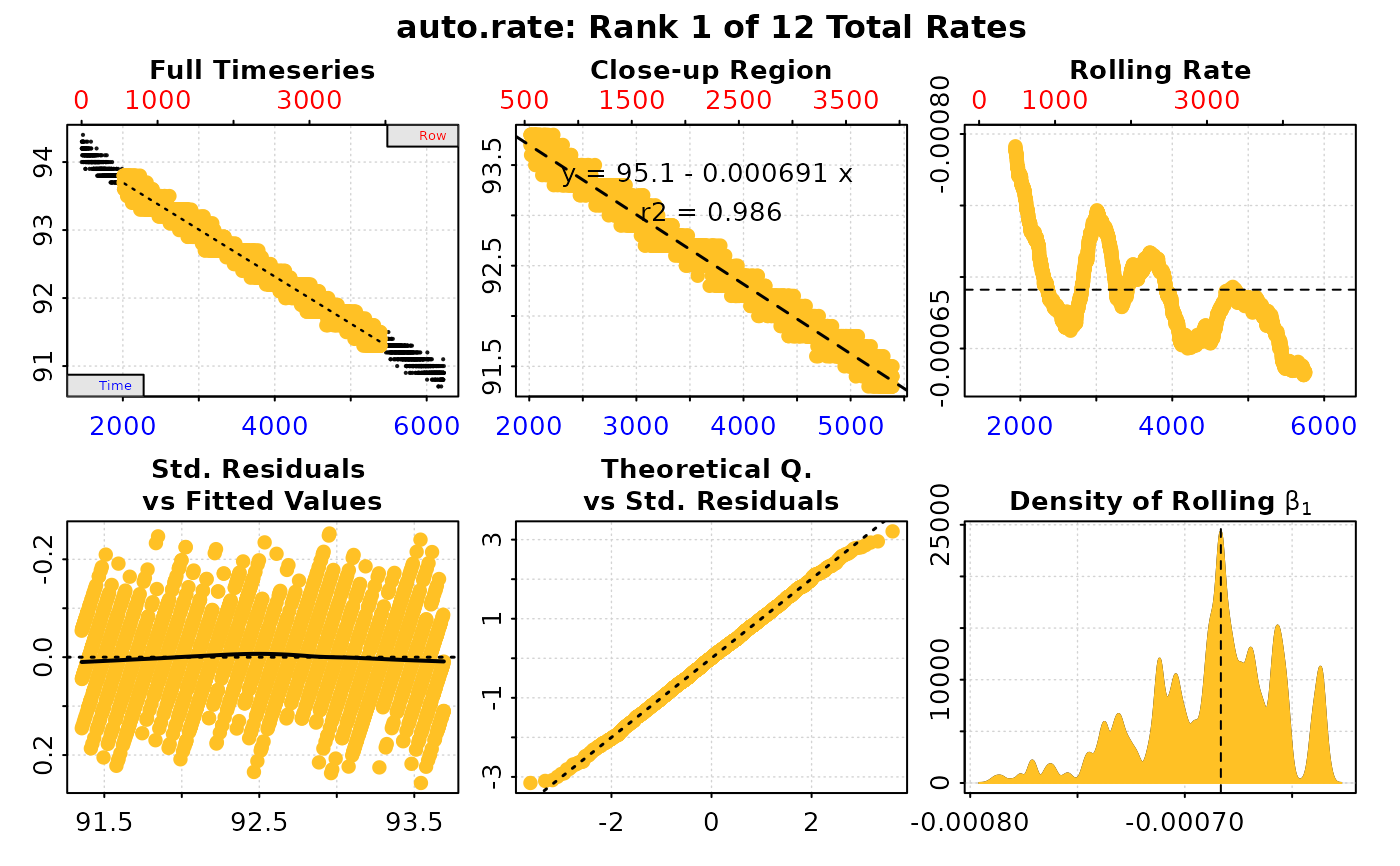 auto.rate: Rank 1 of 12 Total Rates
Full Timeseries
0 1000 3000
Row
94
93
92
91
Time
2000 4000 6000
Close-up Region
500 1500 2500 3500
93.5
92.5
91.5
y = 95.1 - 0.000691 x
r2 = 0.986
2000 3000 4000 5000
Rolling Rate
0 1000 3000
-0.00080
-0.00065
2000 4000 6000
Std. Residuals
vs Fitted Values
-0.2
0.0
0.2
91.5 92.5 93.5
Theoretical Q.
vs Std. Residuals
3
1
-1
-3
-2 0 2
Density of Rolling β₁
25000
10000
0
-0.00080 -0.00070